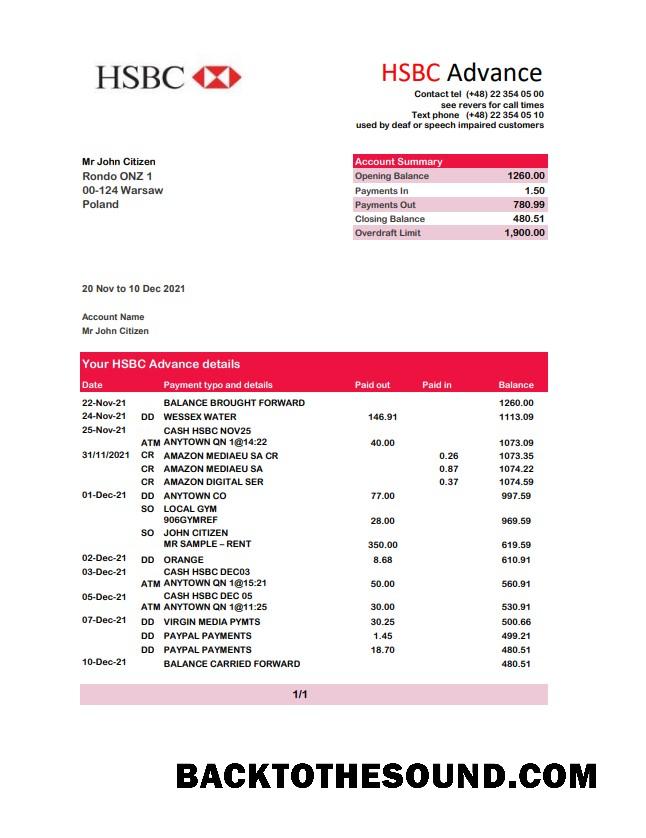 HSBC
HSBC Advance
Contact tel (+48) 22 354 05 00
see revers for call times
Text phone (+48) 22 354 05 10
used by deaf or speech impaired customers
Mr John Citizen
Rondo ONZ 1
00-124 Warsaw
Poland
Account Summary
Opening Balance 1260.00
Payments In 1.50
Payments Out 780.99
Closing Balance 480.51
Overdraft Limit 1,900.00
20 Nov to 10 Dec 2021
Account Name
Mr John Citizen
Your HSBC Advance details
Date Payment typo and details Paid out Paid in Balance
22-Nov-21 BALANCE BROUGHT FORWARD 1260.00
24-Nov-21 DD WESSEX WATER 146.91 1113.09
25-Nov-21 CASH HSBC NOV25
ATM ANYTOWN QN 1@14:22 40.00 1073.09
31/11/2021 CR AMAZON MEDIAEU SA CR 0.26 1073.35
CR AMAZON MEDIAEU SA 0.87 1074.22
CR AMAZON DIGITAL SER 0.37 1074.59
01-Dec-21 DD ANYTOWN CO 77.00 997.59
SO LOCAL GYM
906GYMREF 28.00 969.59
SO JOHN CITIZEN
MR SAMPLE – RENT 350.00 619.59
02-Dec-21 DD ORANGE 8.68 610.91
03-Dec-21 CASH HSBC DEC03
ATM ANYTOWN QN 1@15:21 50.00 560.91
05-Dec-21 CASH HSBC DEC 05
ATM ANYTOWN QN 1@11:25 30.00 530.91
07-Dec-21 DD VIRGIN MEDIA PYMTS 30.25 500.66
DD PAYPAL PAYMENTS 1.45 499.21
DD PAYPAL PAYMENTS 18.70 480.51
10-Dec-21 BALANCE CARRIED FORWARD 480.51
1/1
BACKTOTHESOUND.COM